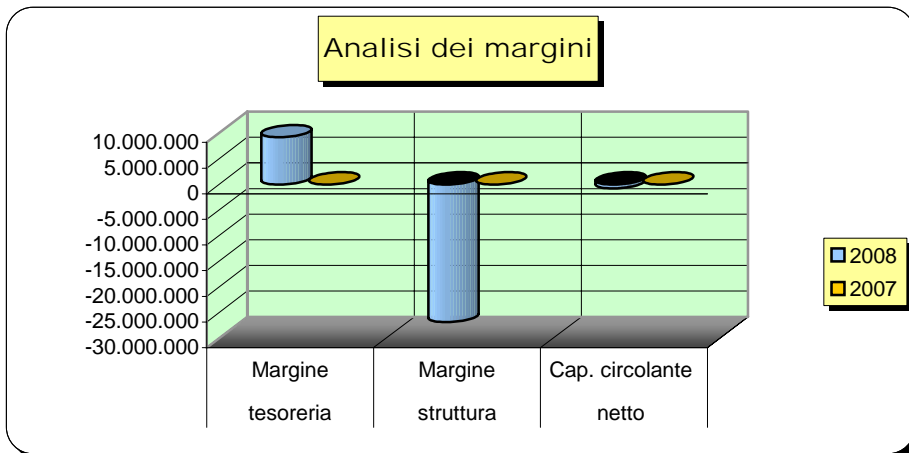 Analisi dei margini
10.000.000
5.000.000
0
-5.000.000
-10.000.000
-15.000.000
-20.000.000
-25.000.000
-30.000.000
Margine
tesoreria
Margine
struttura
Cap. circolante
netto
2008
2007